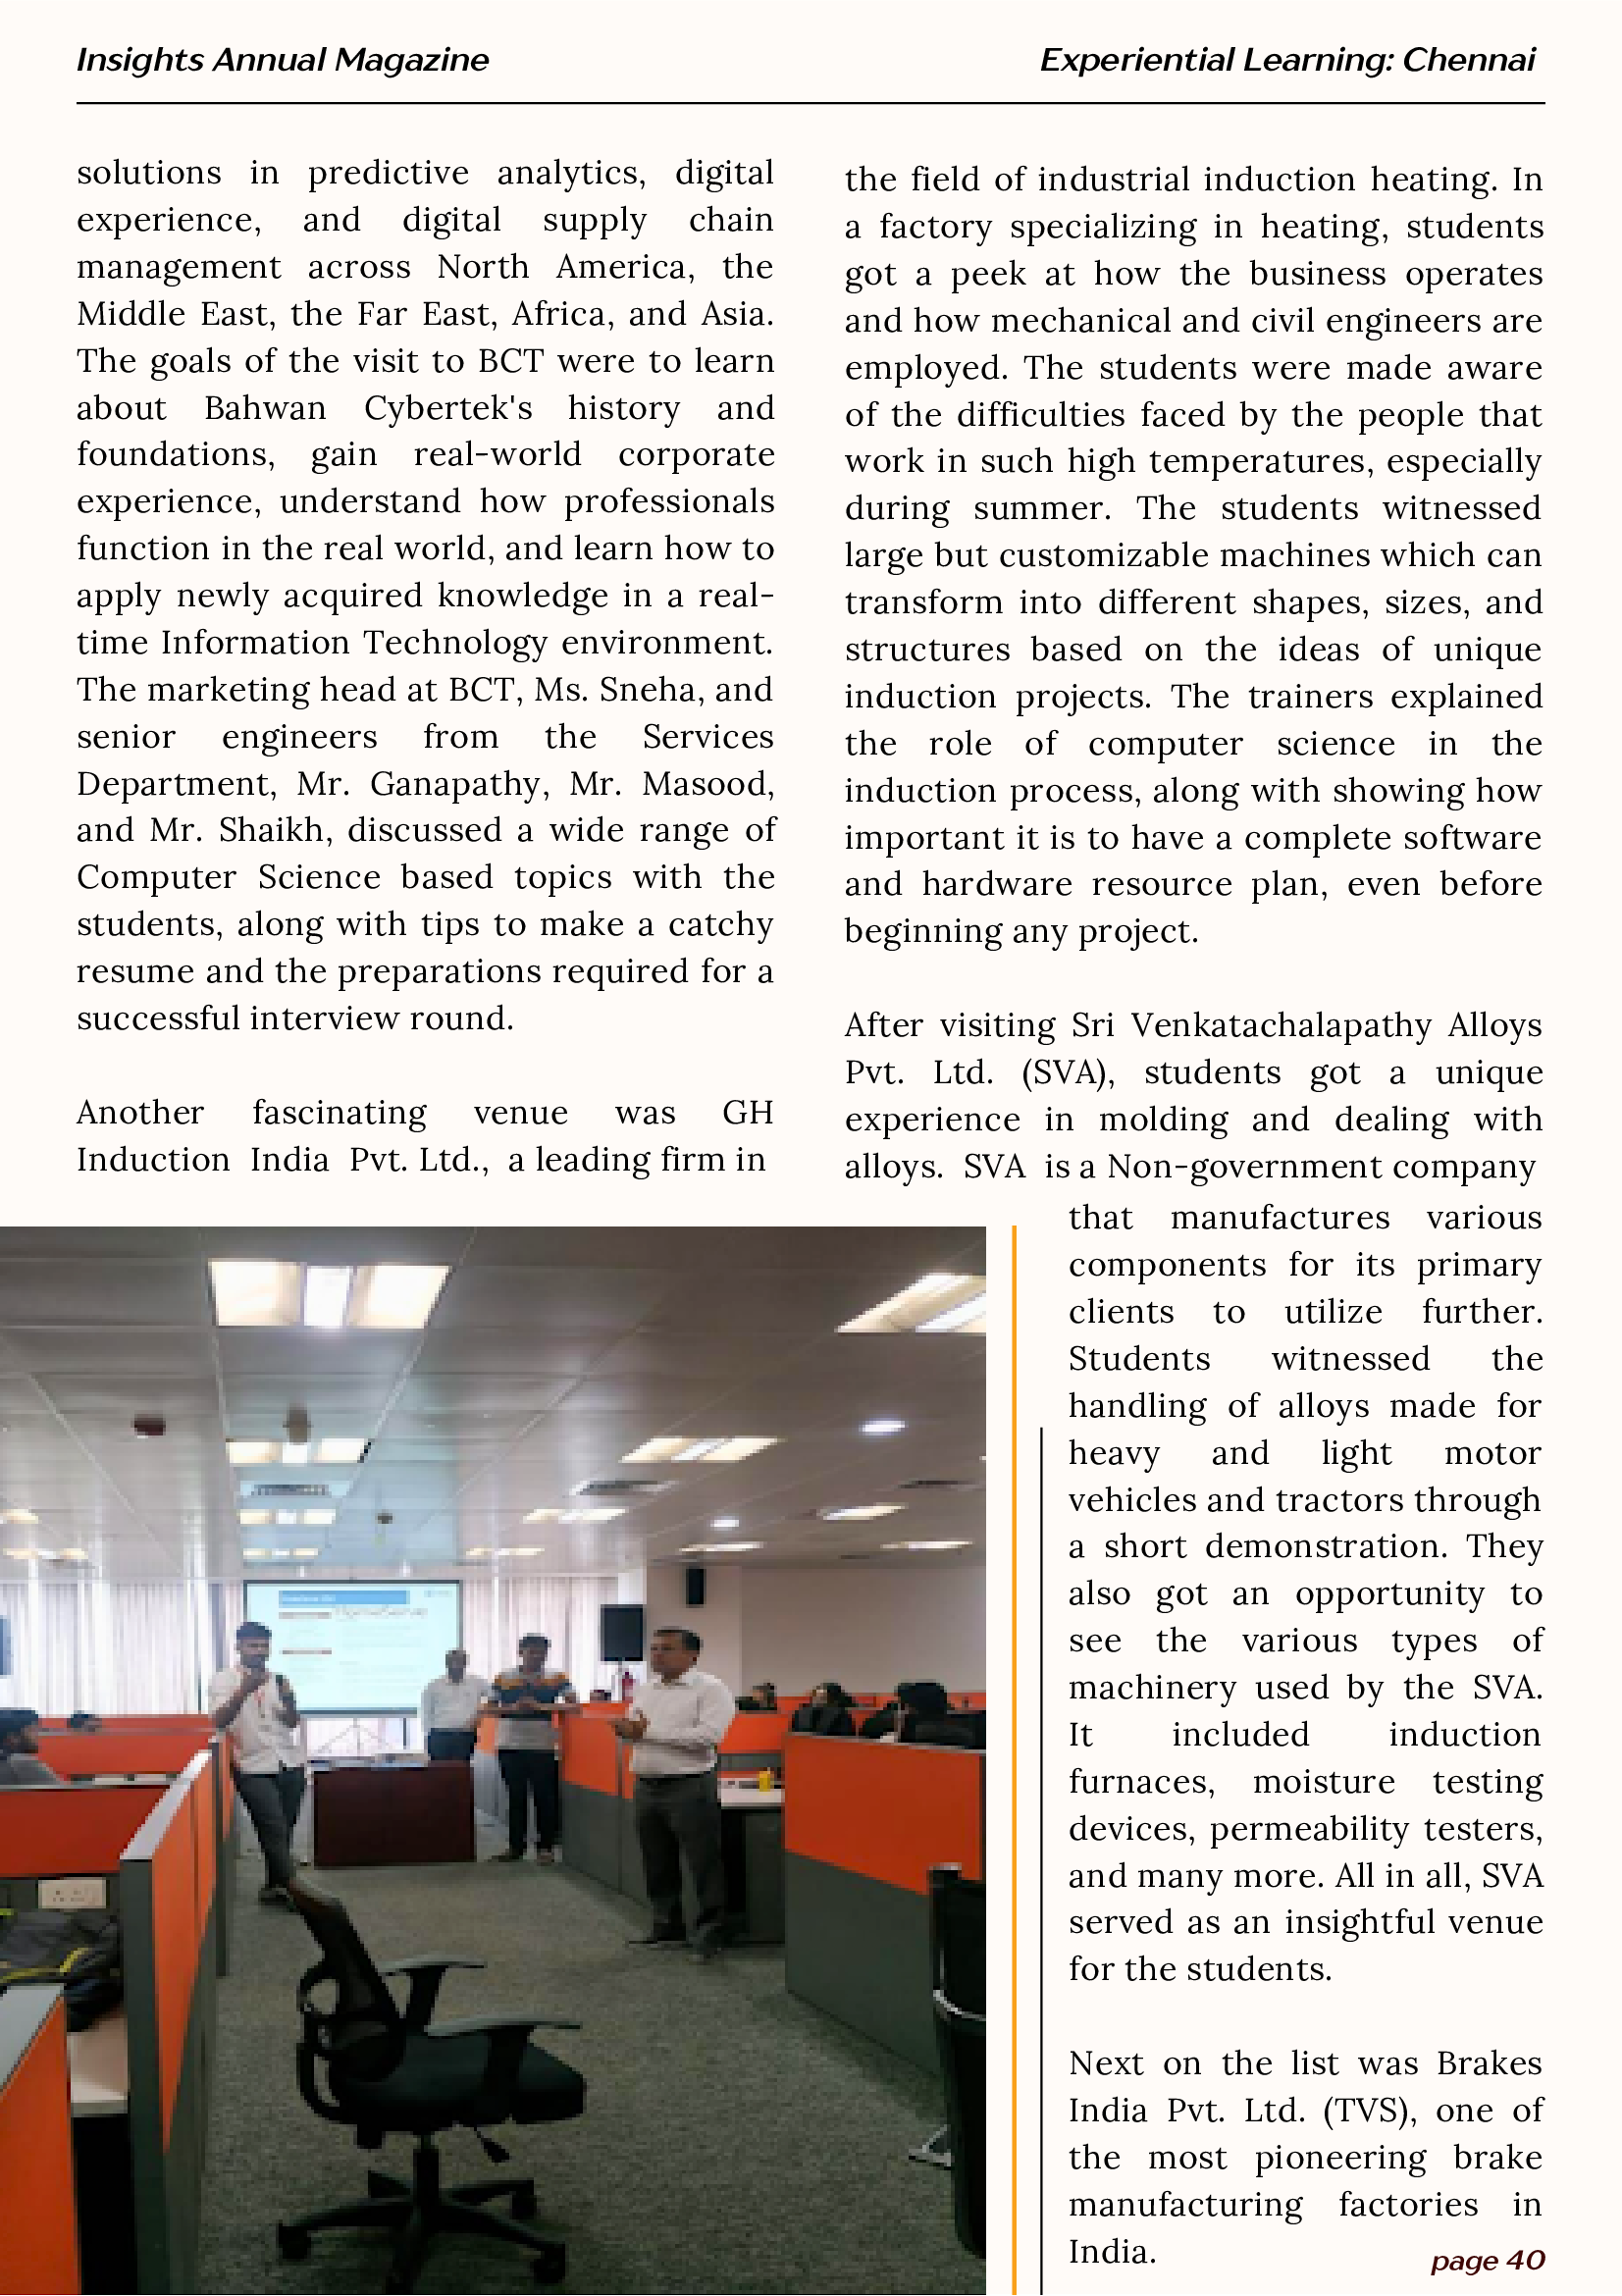 Insights Annual Magazine
Experiential Learning: Chennai
solutions in predictive analytics, digital
experience, and digital supply chain
management across North America, the
Middle East, the Far East, Africa, and Asia.
The goals of the visit to BCT were to learn
about Bahwan Cybertek's history and
foundations, gain real-world corporate
experience, understand how professionals
function in the real world, and learn how to
apply newly acquired knowledge in a real-
time Information Technology environment.
The marketing head at BCT, Ms. Sneha, and
senior engineers from the Services
Department, Mr. Ganapathy, Mr. Masood,
and Mr. Shaikh, discussed a wide range of
Computer Science based topics with the
students, along with tips to make a catchy
resume and the preparations required for a
successful interview round.
Another fascinating venue was GH
Induction India Pvt. Ltd., a leading firm in
the field of industrial induction heating. In
a factory specializing in heating, students
got a peek at how the business operates
and how mechanical and civil engineers are
employed. The students were made aware
of the difficulties faced by the people that
work in such high temperatures, especially
during summer. The students witnessed
large but customizable machines which can
transform into different shapes, sizes, and
structures based on the ideas of unique
induction projects. The trainers explained
the role of computer science in the
induction process, along with showing how
important it is to have a complete software
and hardware resource plan, even before
beginning any project.
After visiting Sri Venkatachalapathy Alloys
Pvt. Ltd. (SVA), students got a unique
experience in molding and dealing with
alloys. SVA is a Non-government company
that manufactures various
components for its primary
clients to utilize further.
Students witnessed the
handling of alloys made for
heavy and light motor
vehicles and tractors through
a short demonstration. They
also got an opportunity to
see the various types of
machinery used by the SVA.
It included induction
furnaces, moisture testing
devices, permeability testers,
and many more. All in all, SVA
served as an insightful venue
for the students.
Next on the list was Brakes
India Pvt. Ltd. (TVS), one of
the most pioneering brake
manufacturing factories in
India.
page 40